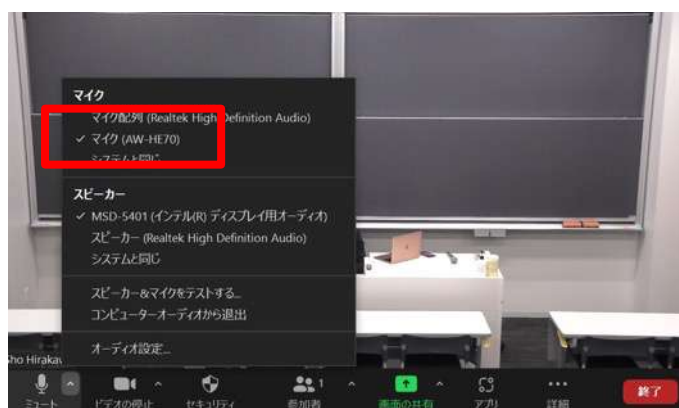 マイク
マイク配列 (Realtek High Definition Audio)
✓ マイク (AW-HE70)
システムと同じ
スピーカー
✓ MSD-5401 (インテル(R) ディスプレイ用オーディオ)
スピーカー (Realtek High Definition Audio)
システムと同じ
スピーカー&マイクをテストする...
コンピューターオーディオから退出
オーディオ設定...
Sho Hirakaw
1
ミュート ビデオの停止 セキュリティ 参加者 画面の共有 アプリ 詳細 終了